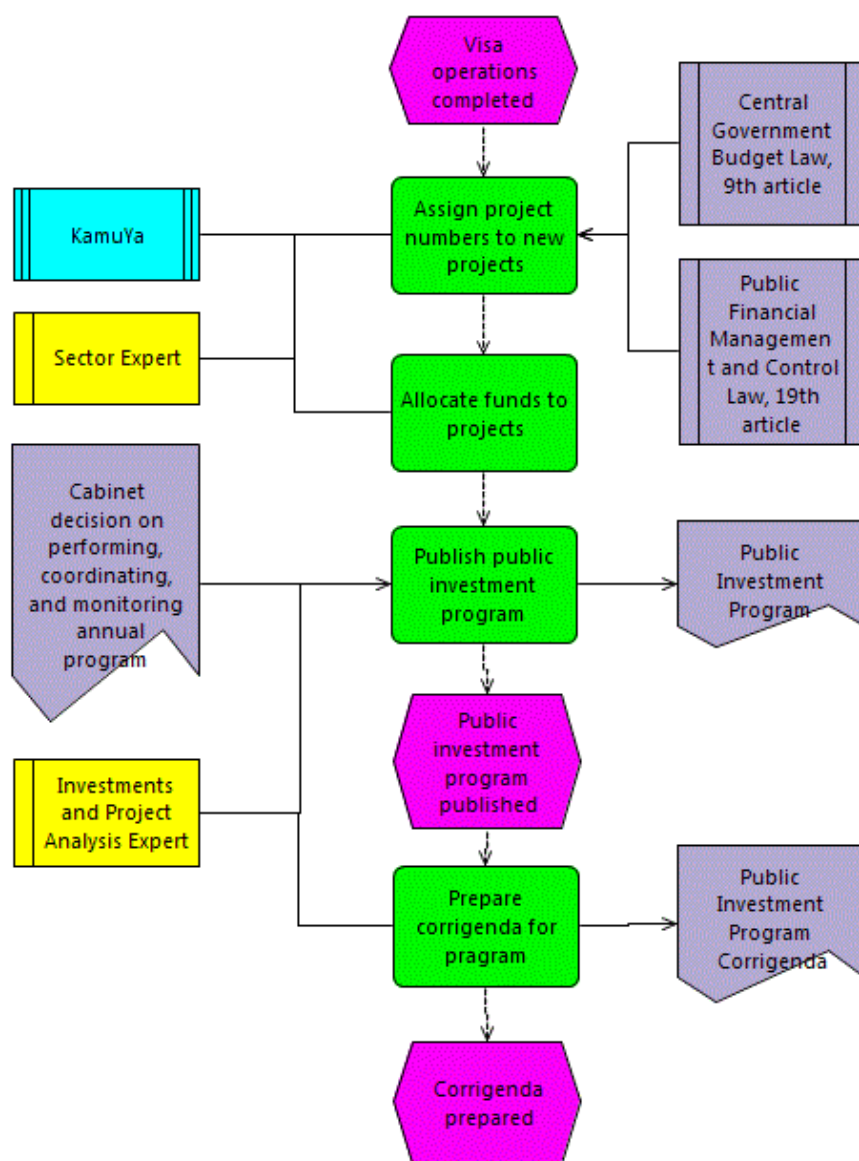 Visa
operations
completed
Central
Government
Budget Law,
9th article
KamuYa
Assign project
numbers to new
projects
Public
Financial
Managemen
t and Control
Law, 19th
article
Sector Expert
Allocate funds to
projects
Cabinet
decision on
performing,
coordinating,
and monitoring
annual
program
Publish public
investment
program
Public
Investment
Program
Public
investment
program
published
Investments
and Project
Analysis Expert
Prepare
corrigenda for
pragram
Public
Investment
Program
Corrigenda
Corrigenda
prepared